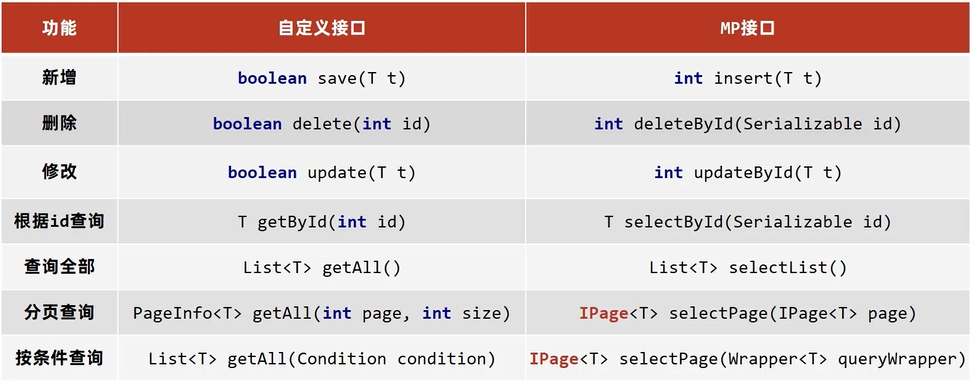 功能 自定义接口 MP接口
新增 boolean save(T t) int insert(T t)
删除 boolean delete(int id) int deleteById(Serializable id)
修改 boolean update(T t) int updateById(T t)
根据id查询 T getById(int id) T selectById(Serializable id)
查询全部 List<T> getAll() List<T> selectList()
分页查询 PageInfo<T> getAll(int page, int size) IPage<T> selectPage(IPage<T> page)
按条件查询 List<T> getAll(Condition condition) IPage<T> selectPage(Wrapper<T> queryWrapper)